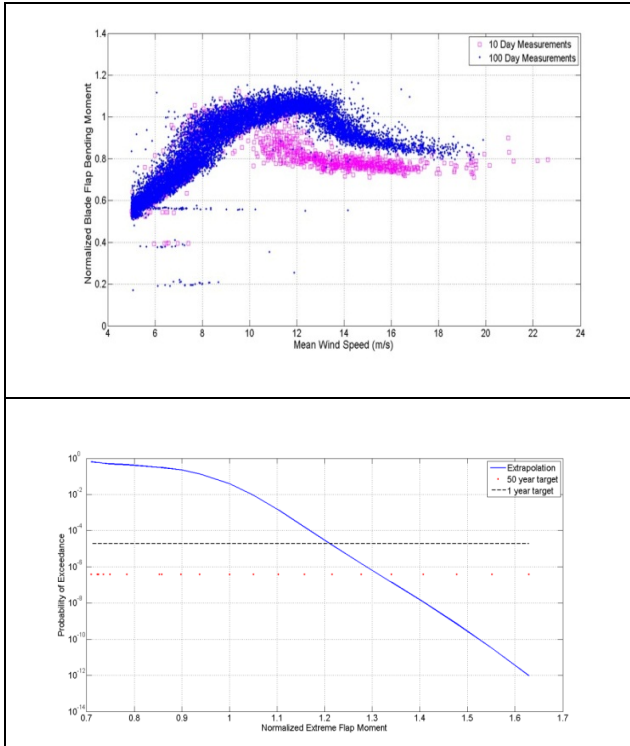 1.4
1.2
1
0.8
0.6
0.4
0.2
0
Normalized Blade Flap Bending Moment
10 Day Measurements
100 Day Measurements
4 6 8 10 12 14 16 18 20 22 24
Mean Wind Speed (m/s)
10^0
10^-2
10^-4
10^-6
10^-8
10^-10
10^-12
10^-14
Probability of Exceedance
Extrapolation
50 year target
1 year target
0.7 0.8 0.9 1 1.1 1.2 1.3 1.4 1.5 1.6 1.7
Normalized Extreme Flap Moment